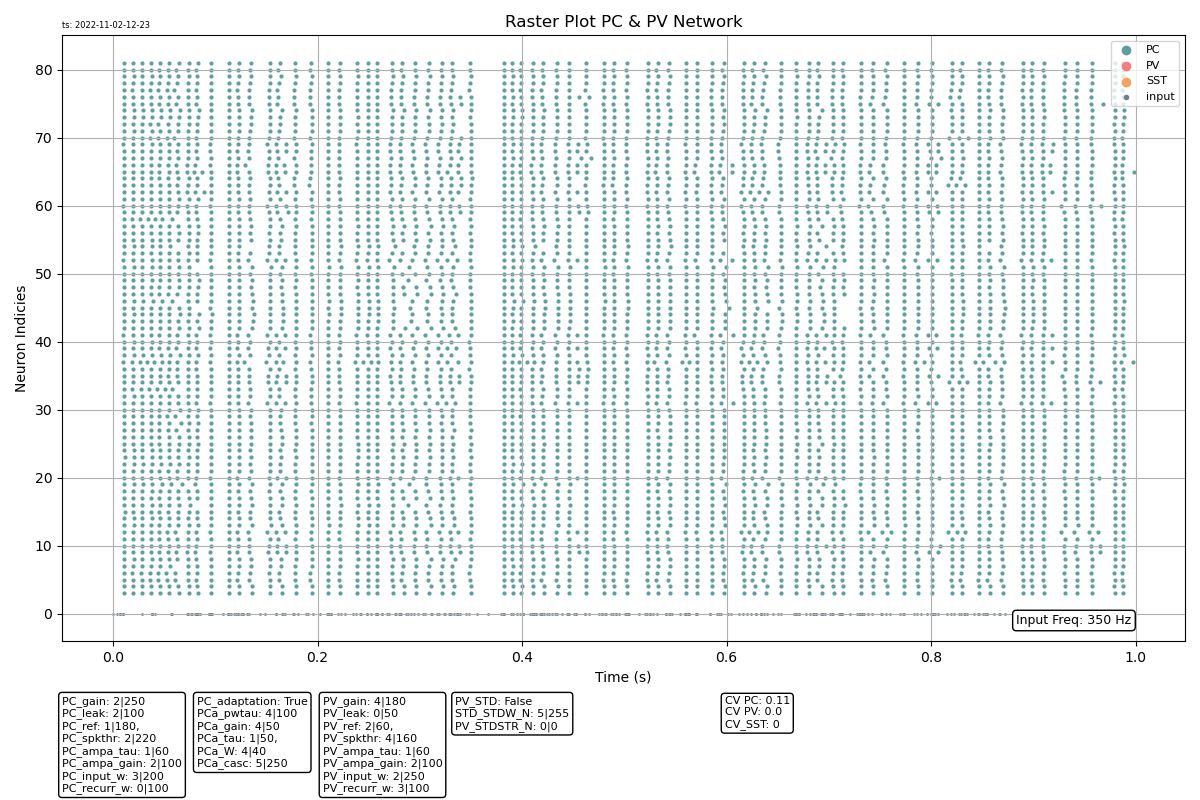 ts: 2022-11-02-12-23
Raster Plot PC & PV Network
PC
PV
SST
input
Neuron Indicies
80
70
60
50
40
30
20
10
0
Input Freq: 350 Hz
0.0 0.2 0.4 0.6 0.8 1.0
Time (s)
PC_gain: 2|250
PC_leak: 2|100
PC_ref: 1|180,
PC_spkthr: 2|220
PC_ampa_tau: 1|60
PC_ampa_gain: 2|100
PC_input_w: 3|200
PC_recurr_w: 0|100
PC_adaptation: True
PCa_pwtau: 4|100
PCa_gain: 4|50
PCa_tau: 1|50,
PCa_W: 4|40
PCa_casc: 5|250
PV_gain: 4|180
PV_leak: 0|50
PV_ref: 2|60,
PV_spkthr: 4|160
PV_ampa_tau: 1|60
PV_ampa_gain: 2|100
PV_input_w: 2|250
PV_recurr_w: 3|100
PV_STD: False
STD_STDW_N: 5|255
PV_STDSTR_N: 0|0
CV PC: 0.11
CV PV: 0.0
CV_SST: 0